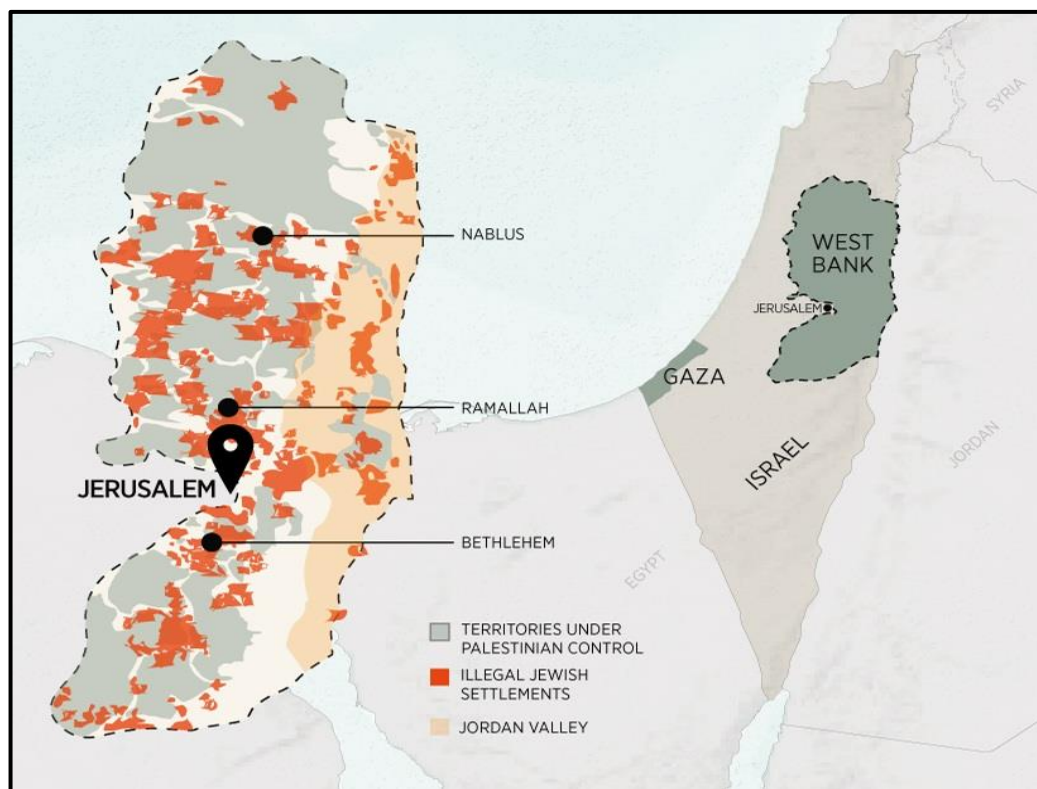 NABLUS
RAMALLAH
JERUSALEM
BETHLEHEM
TERRITORIES UNDER
PALESTINIAN CONTROL
ILLEGAL JEWISH
SETTLEMENTS
JORDAN VALLEY
SYRIA
WEST
BANK
JERUSALEM
GAZA
ISRAEL
JORDAN
EGYPT